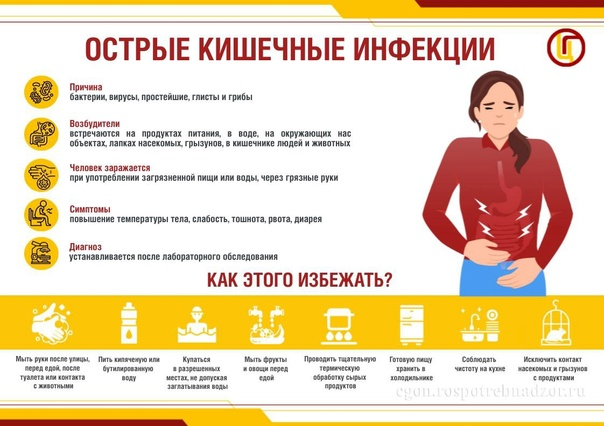 ОСТРЫЕ КИШЕЧНЫЕ ИНФЕКЦИИ
Причина
бактерии, вирусы, простейшие, глисты и грибы
Возбудители
встречаются на продуктах питания, в воде, на окружающих нас
объектах, лапках насекомых, грызунов, в кишечнике людей и животных
Человек заражается
при употреблении загрязненной пищи или воды, через грязные руки
Симптомы
повышение температуры тела, слабость, тошнота, рвота, диарея
Диагноз
устанавливается после лабораторного обследования
КАК ЭТОГО ИЗБЕЖАТЬ?
Мыть руки после улицы,
перед едой, после
туалета или контакта
с животными
Пить кипяченую или
бутилированную
воду
Купаться
в разрешенных
местах, не допуская
заглатывания воды
Мыть фрукты
и овощи перед
едой
Проводить тщательную
термическую
обработку сырых
продуктов
Готовую пищу
хранить в
холодильнике
Соблюдать
чистоту на кухне
Исключить контакт
насекомых и грызунов
с продуктами
cgon.rospotrebnadzor.ru